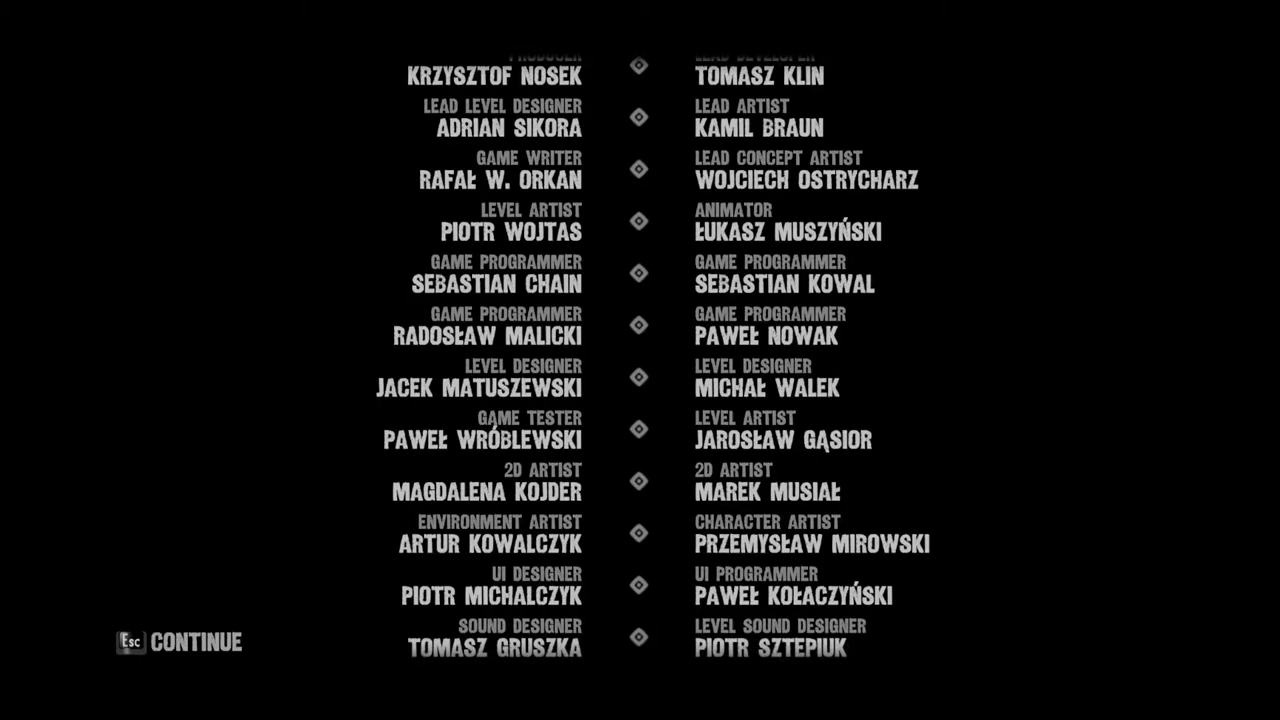 PRODUCER
KRZYSZTOF NOSEK
LEAD DEVELOPER
TOMASZ KLIN
LEAD LEVEL DESIGNER
ADRIAN SIKORA
LEAD ARTIST
KAMIL BRAUN
GAME WRITER
RAFAŁ W. ORKAN
LEAD CONCEPT ARTIST
WOJCIECH OSTRYCHARZ
LEVEL ARTIST
PIOTR WOJTAS
ANIMATOR
ŁUKASZ MUSZYŃSKI
GAME PROGRAMMER
SEBASTIAN CHAIN
GAME PROGRAMMER
SEBASTIAN KOWAL
GAME PROGRAMMER
RADOSŁAW MALICKI
GAME PROGRAMMER
PAWEŁ NOWAK
LEVEL DESIGNER
JACEK MATUSZEWSKI
LEVEL DESIGNER
MICHAŁ WALEK
GAME TESTER
PAWEŁ WRÓBLEWSKI
LEVEL ARTIST
JAROSŁAW GĄSIOR
2D ARTIST
MAGDALENA KOJDER
2D ARTIST
MAREK MUSIAŁ
ENVIRONMENT ARTIST
ARTUR KOWALCZYK
CHARACTER ARTIST
PRZEMYSŁAW MIROWSKI
UI DESIGNER
PIOTR MICHALCZYK
UI PROGRAMMER
PAWEŁ KOŁACZYŃSKI
SOUND DESIGNER
TOMASZ GRUSZKA
LEVEL SOUND DESIGNER
PIOTR SZTEPIUK
Esc CONTINUE